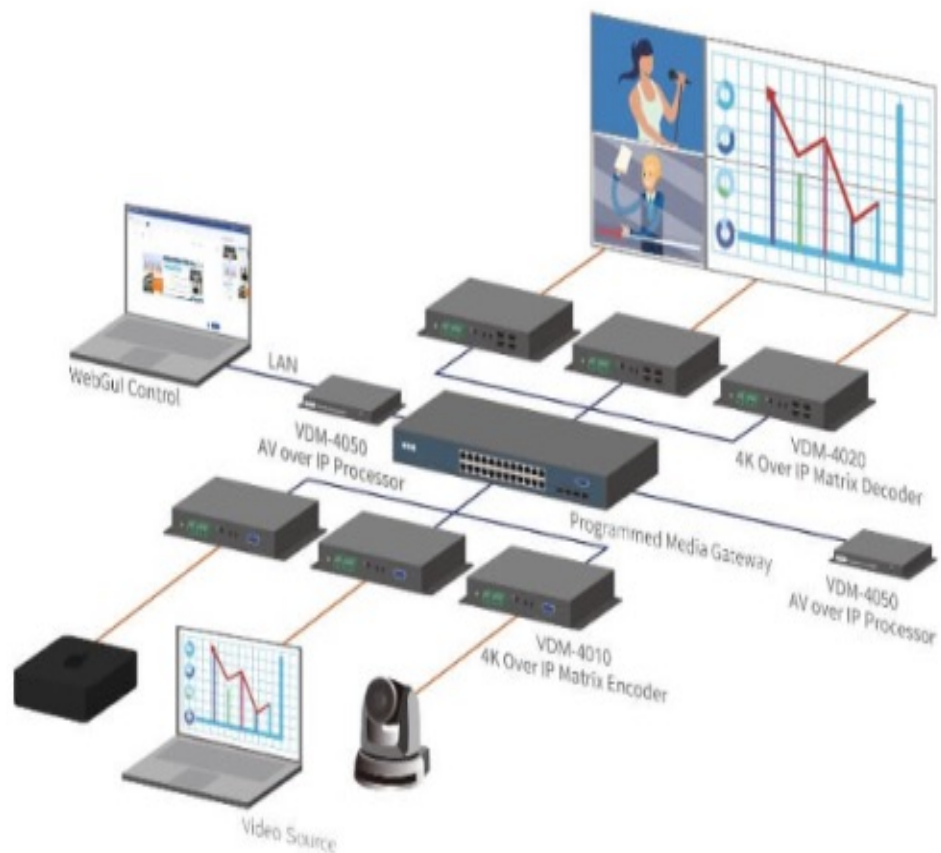 WebGul Control
LAN
VDM-4050
AV over IP Processor
VDM-4020
4K Over IP Matrix Decoder
Programmed Media Gateway
VDM-4050
AV over IP Processor
VDM-4010
4K Over IP Matrix Encoder
Video Source